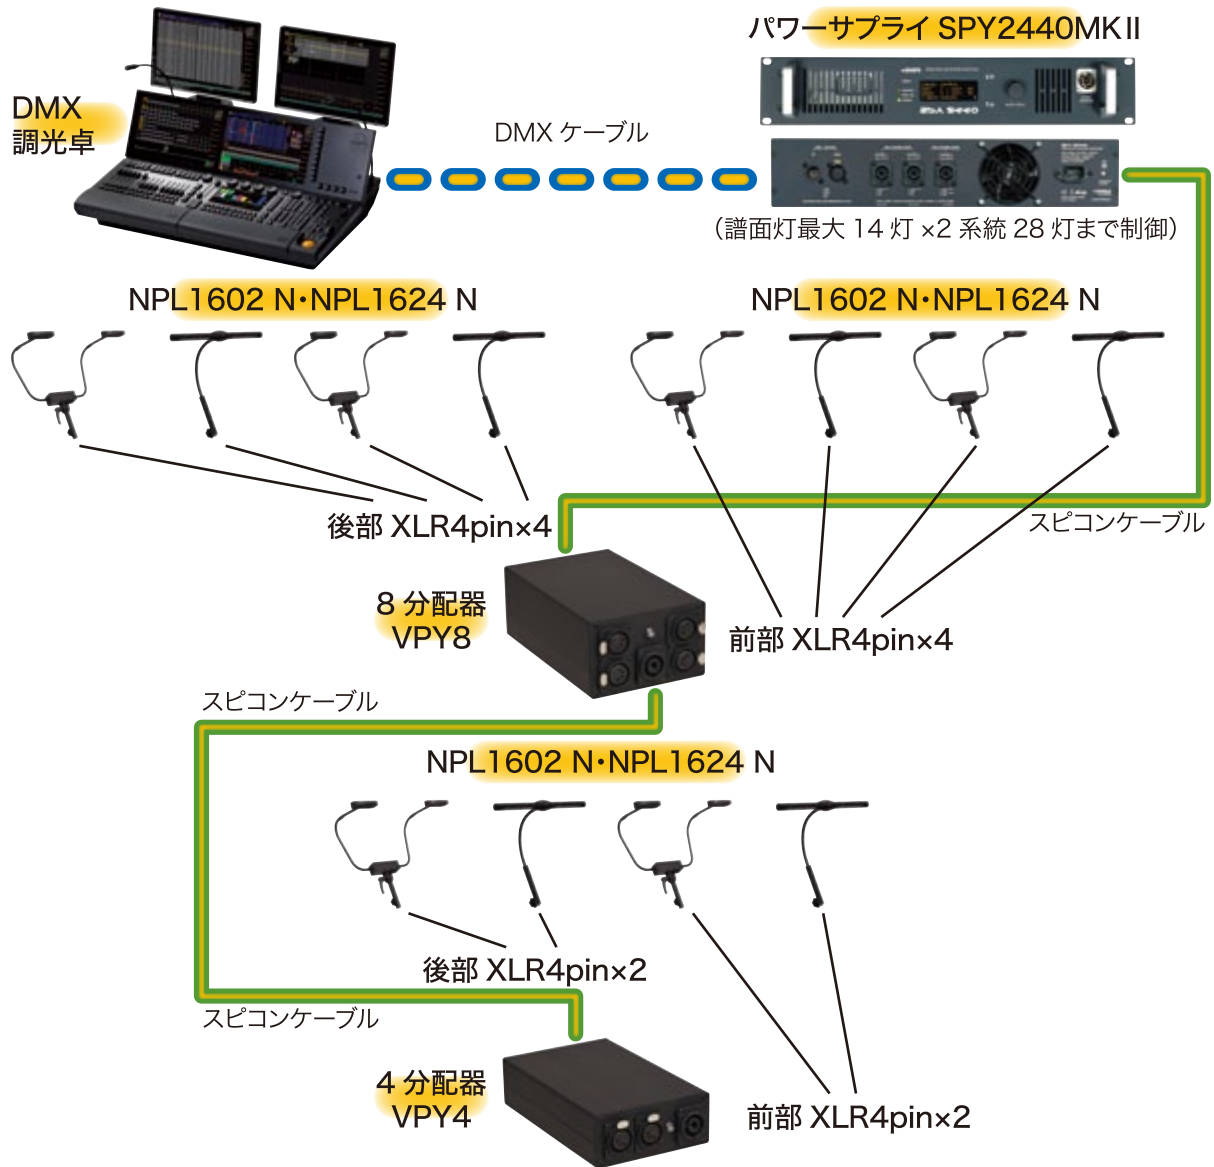 パワーサプライ SPY2440MKⅡ
DMX
調光卓
DMX ケーブル
（譜面灯最大 14 灯 ×2 系統 28 灯まで制御）
NPL1602 N・NPL1624 N
NPL1602 N・NPL1624 N
後部 XLR4pin×4
スピコンケーブル
8 分配器
VPY8
前部 XLR4pin×4
スピコンケーブル
NPL1602 N・NPL1624 N
後部 XLR4pin×2
スピコンケーブル
4 分配器
VPY4
前部 XLR4pin×2